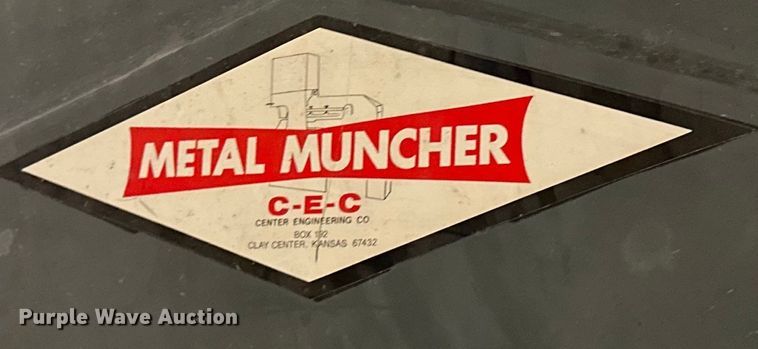 METAL MUNCHER
C-E-C
CENTER ENGINEERING CO
BOX 192
CLAY CENTER, KANSAS 67432
Purple Wave Auction